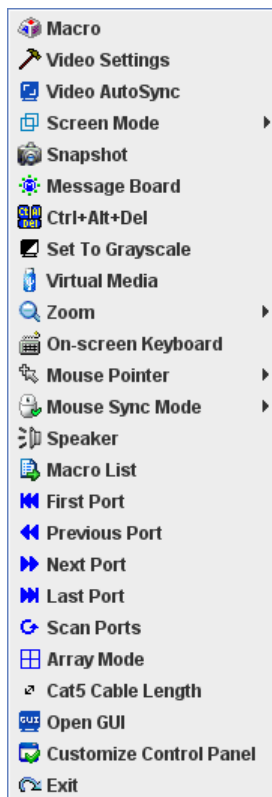 Macro
Video Settings
Video AutoSync
Screen Mode
Snapshot
Message Board
Ctrl+Alt+Del
Set To Grayscale
Virtual Media
Zoom
On-screen Keyboard
Mouse Pointer
Mouse Sync Mode
Speaker
Macro List
First Port
Previous Port
Next Port
Last Port
Scan Ports
Array Mode
Cat5 Cable Length
GUI Open GUI
Customize Control Panel
Exit